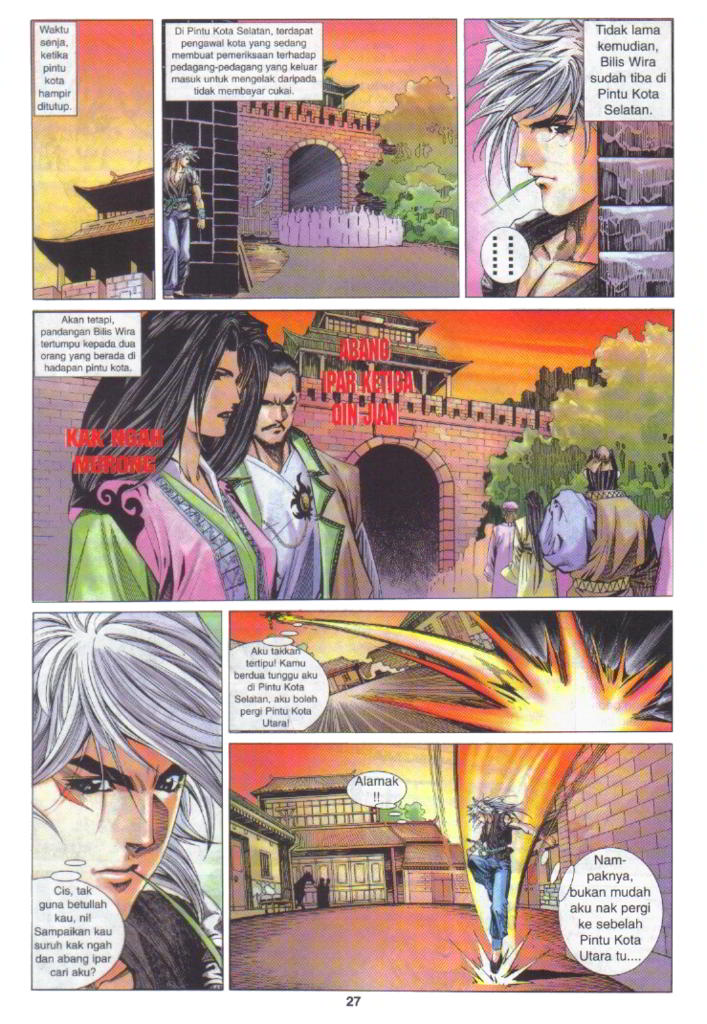 Waktu
senja,
ketika
pintu
kota
hampir
ditutup.
Di Pintu Kota Selatan, terdapat
pengawal kota yang sedang
membuat pemeriksaan terhadap
pedagang-pedagang yang keluar
masuk untuk mengelak daripada
tidak membayar cukai.
Tidak lama
kemudian,
Bilis Wira
sudah tiba di
Pintu Kota
Selatan.
Akan tetapi,
pandangan Bilis Wira
tertumpu kepada dua
orang yang berada di
hadapan pintu kota.
KAK NGAH
MURONG
ABANG
IPAR KETIGA
QIN JIAN
Cis, tak
guna betullah
kau, ni!
Sampaikan kau
suruh kak ngah
dan abang ipar
cari aku?
Aku takkan
tertipu! Kamu
berdua tunggu aku
di Pintu Kota
Selatan, aku boleh
pergi Pintu Kota
Utara!
Alamak
!!
Nam-
paknya,
bukan mudah
aku nak pergi
ke sebelah
Pintu Kota
Utara tu....
27